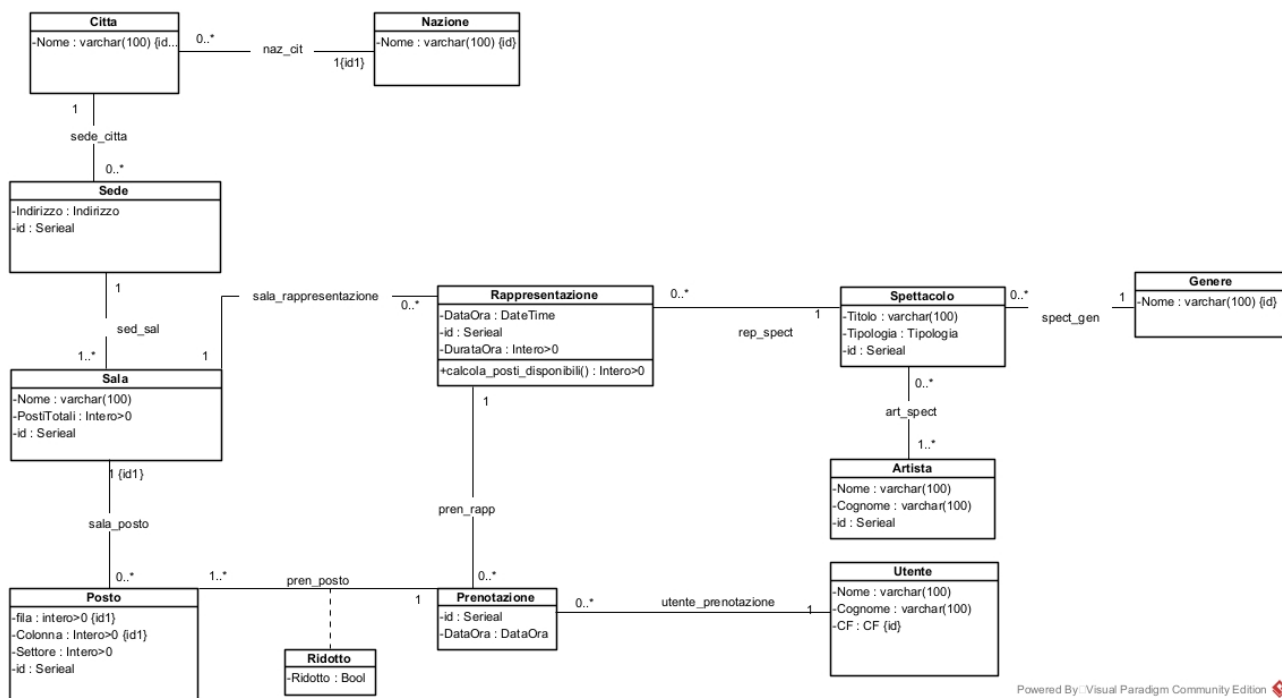 Citta
-Nome : varchar(100) {id...
0..*
naz_cit
1{id1}
Nazione
-Nome : varchar(100) {id}
1
sede_citta
0..*
Sede
-Indirizzo : Indirizzo
-id : Serieal
1
sed_sal
1..*
sala_rappresentazione
1
0..*
Sala
-Nome : varchar(100)
-PostiTotali : Intero>0
-id : Serieal
Rappresentazione
-DataOra : DateTime
-id : Serieal
-DurataOra : Intero>0
+calcola_posti_disponibili() : Intero>0
0..*
rep_spect
1
Spettacolo
-Titolo : varchar(100)
-Tipologia : Tipologia
-id : Serieal
0..*
spect_gen
1
Genere
-Nome : varchar(100) {id}
0..*
art_spect
1..*
Artista
-Nome : varchar(100)
-Cognome : varchar(100)
-id : Serieal
1 {id1}
sala_posto
0..*
1
pren_rapp
0..*
Posto
-fila : intero>0 {id1}
-Colonna : Intero>0 {id1}
-Settore : Intero>0
-id : Serieal
1..*
pren_posto
1
Ridotto
-Ridotto : Bool
Prenotazione
-id : Serieal
-DataOra : DataOra
0..*
utente_prenotazione
1
Utente
-Nome : varchar(100)
-Cognome : varchar(100)
-CF : CF {id}
Powered By Visual Paradigm Community Edition